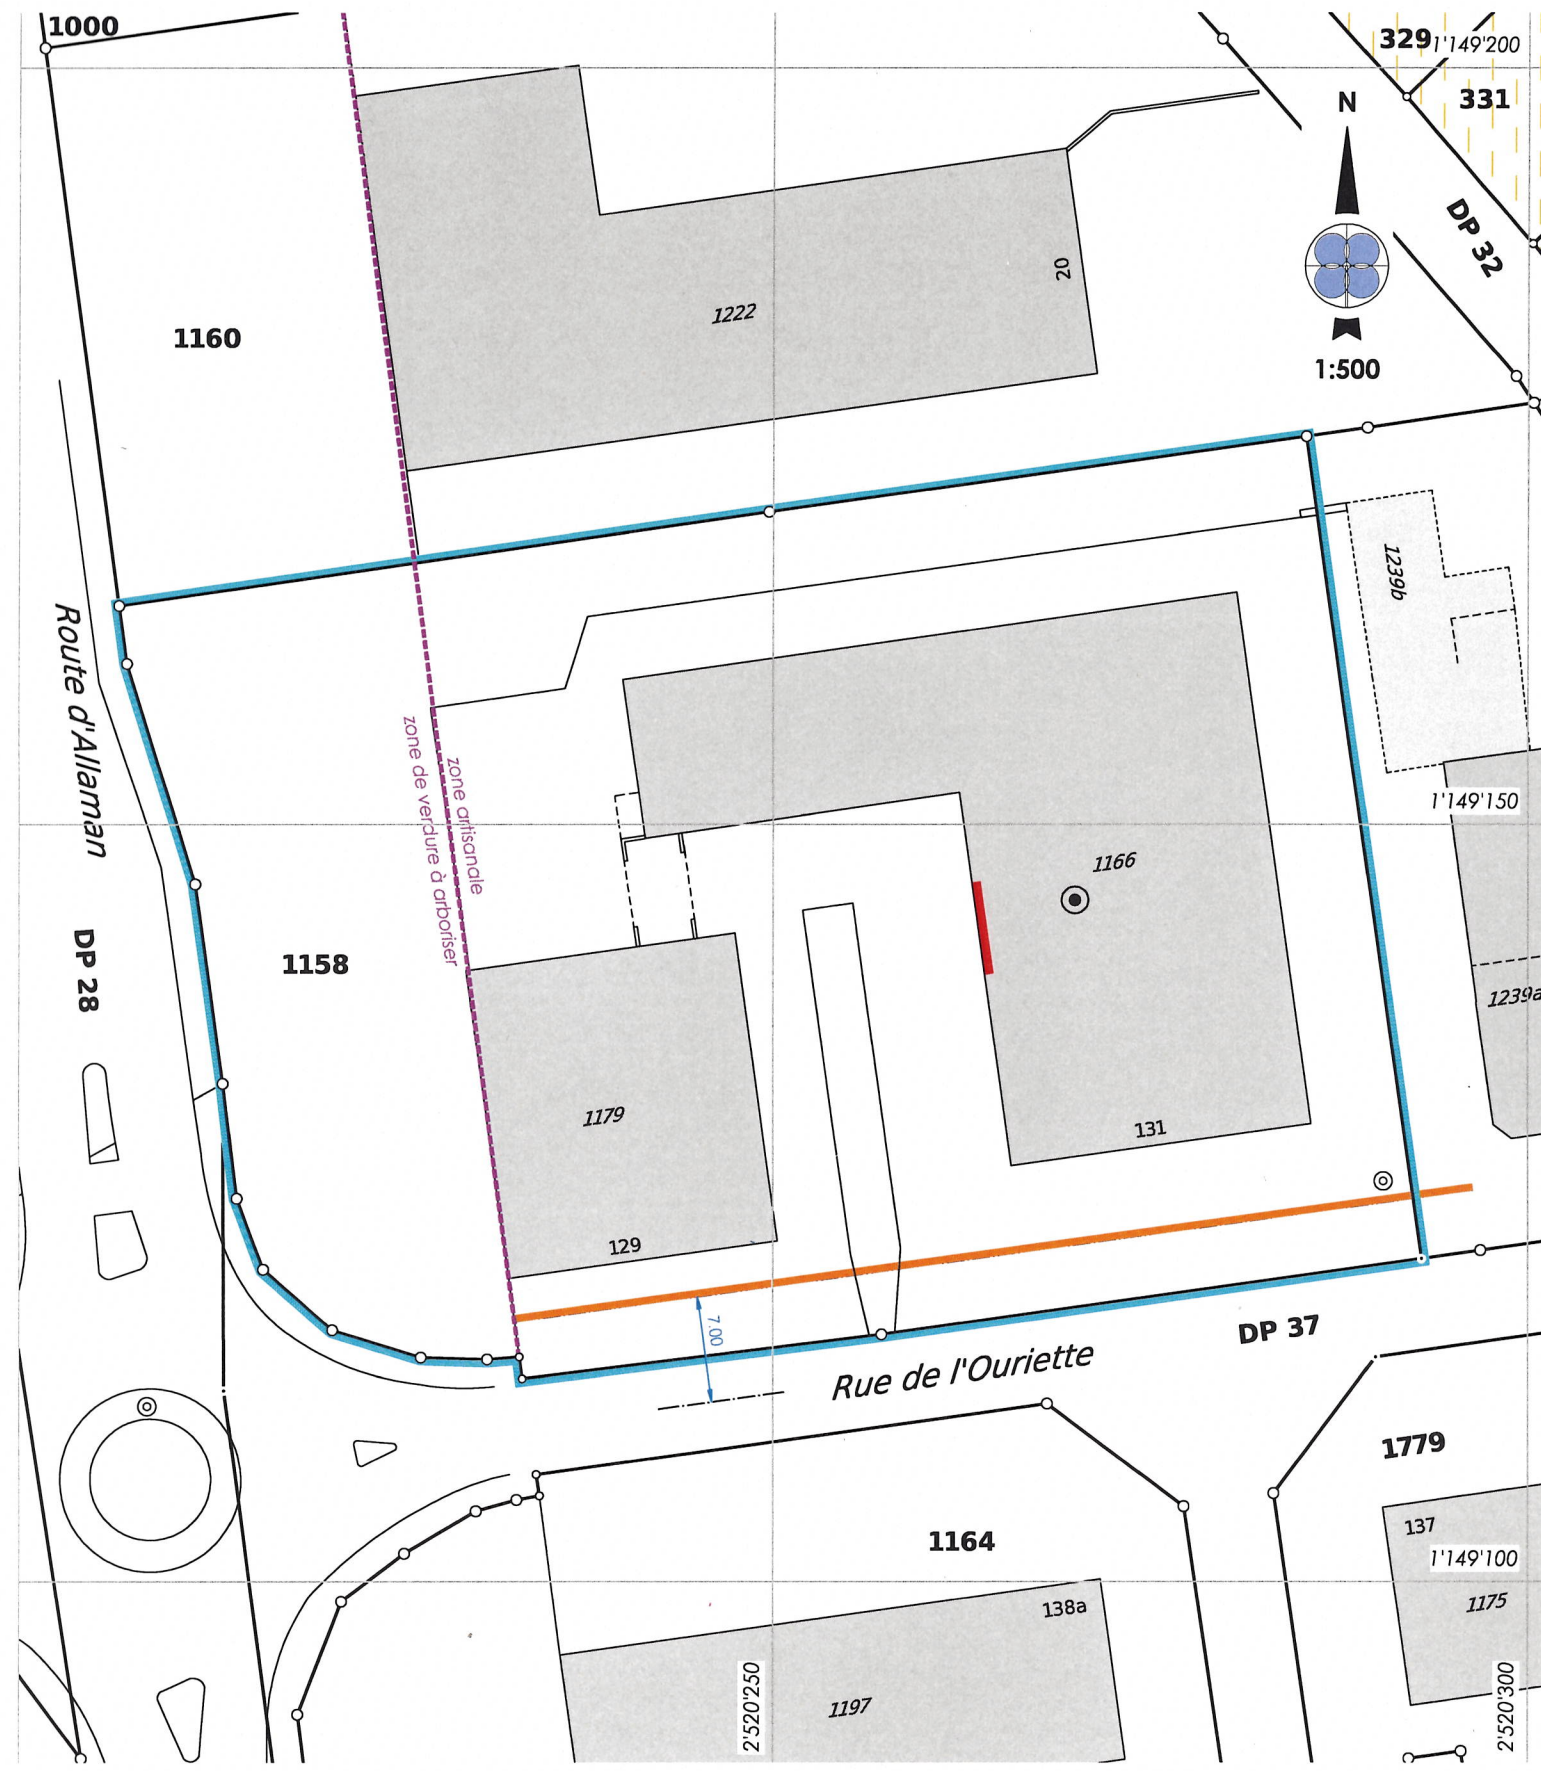 1000
329
1'149'200
331
N
DP 32
20
1222
1160
1:500
1239b
Route d'Allaman
zone artisanale
zone de verdure à arboriser
1'149'150
1166
DP 28
1158
1239a
1179
131
129
7.00
DP 37
Rue de l'Ouriette
1779
137
1164
1'149'100
138a
1175
2'520'250
2'520'300
1197